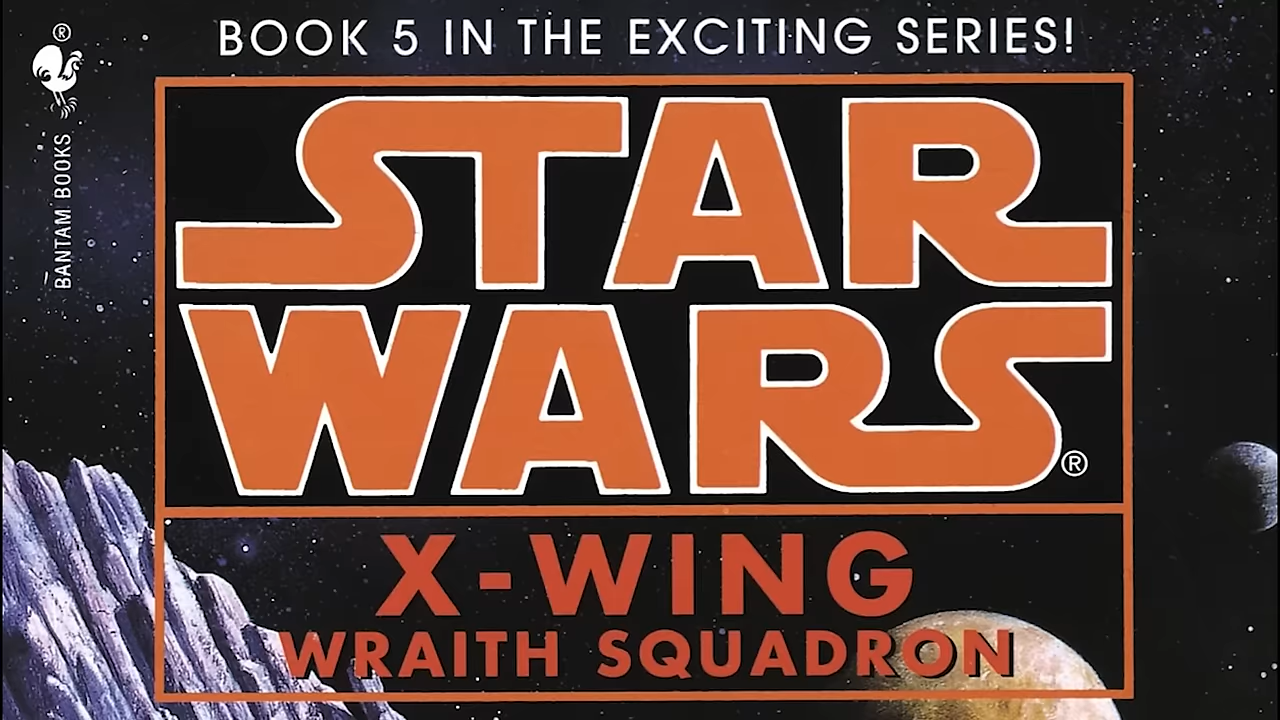 BOOK 5 IN THE EXCITING SERIES!
®
BANTAM BOOKS
STAR
WARS
®
X-WING
WRAITH SQUADRON